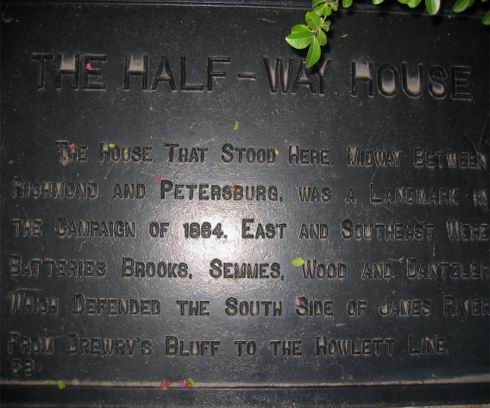 THE HALF-WAY HOUSE
THE HOUSE THAT STOOD HERE, MIDWAY BETWEEN
RICHMOND AND PETERSBURG, WAS A LANDMARK IN
THE CAMPAIGN OF 1864. EAST AND SOUTHEAST WERE
BATTERIES BROOKS, SEMMES, WOOD AND DANTZLER
WHICH DEFENDED THE SOUTH SIDE OF JAMES RIVER
FROM DREWRY'S BLUFF TO THE HOWLETT LINE.
62.